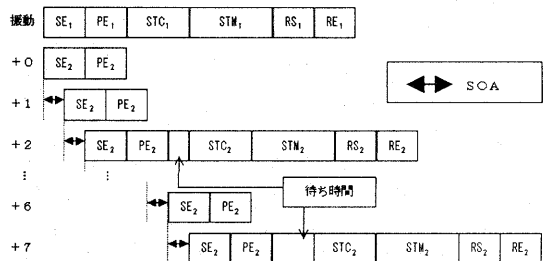 振動 SE₁ PE₁ STC₁ STM₁ RS₁ RE₁
+0 SE₂ PE₂
SOA
+1 SE₂ PE₂
+2 SE₂ PE₂ STC₂ STM₂ RS₂ RE₂
⋮ ⋮
待ち時間
+6 SE₂ PE₂
+7 SE₂ PE₂ STC₂ STM₂ RS₂ RE₂